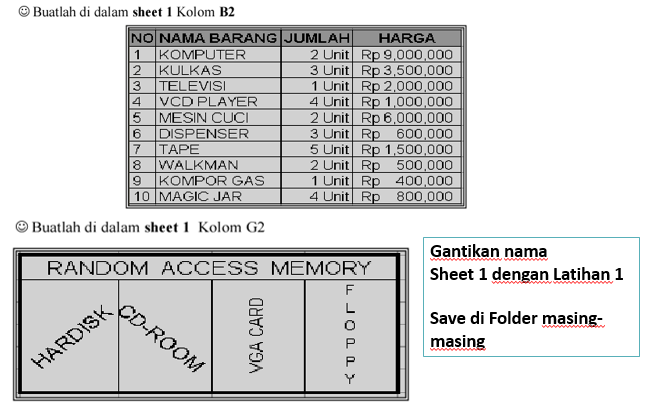 ☺ Buatlah di dalam sheet 1 Kolom B2
NO NAMA BARANG JUMLAH HARGA
1 KOMPUTER 2 Unit Rp 9,000,000
2 KULKAS 3 Unit Rp 3,500,000
3 TELEVISI 1 Unit Rp 2,000,000
4 VCD PLAYER 4 Unit Rp 1,000,000
5 MESIN CUCI 2 Unit Rp 6,000,000
6 DISPENSER 3 Unit Rp 600,000
7 TAPE 5 Unit Rp 1,500,000
8 WALKMAN 2 Unit Rp 500,000
9 KOMPOR GAS 1 Unit Rp 400,000
10 MAGIC JAR 4 Unit Rp 800,000
☺ Buatlah di dalam sheet 1 Kolom G2
RANDOM ACCESS MEMORY
HARDISK
CD-ROOM
VGA CARD
FLOPPY
Gantikan nama
Sheet 1 dengan Latihan 1
Save di Folder masing-
masing